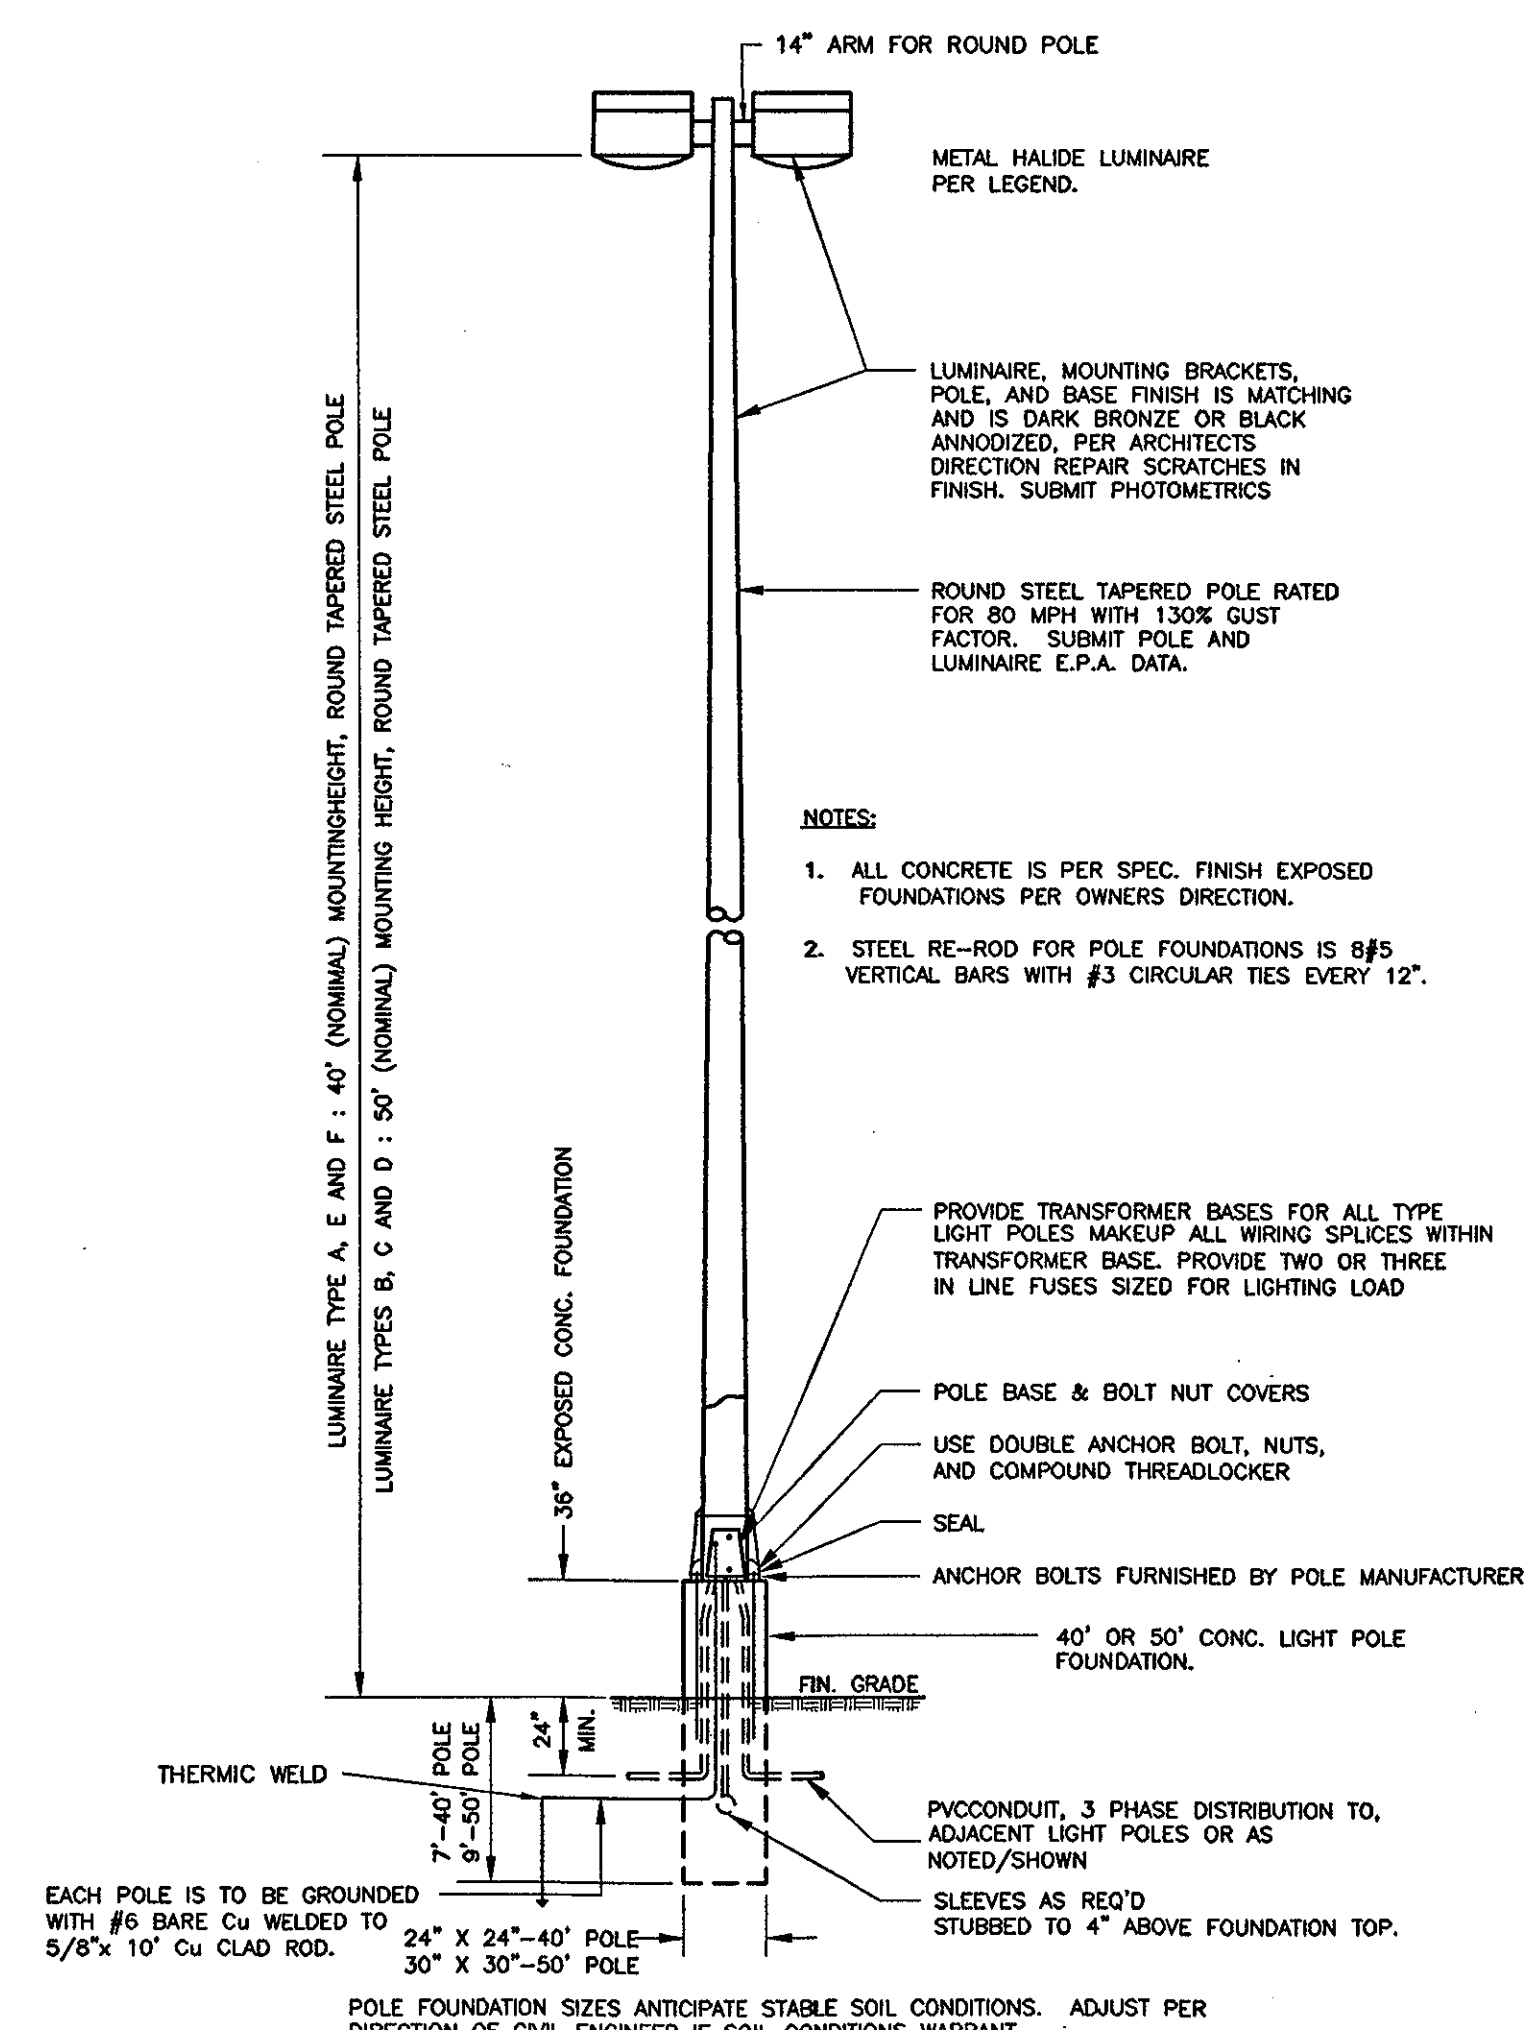 14" ARM FOR ROUND POLE
METAL HALIDE LUMINAIRE
PER LEGEND.
LUMINAIRE, MOUNTING BRACKETS,
POLE, AND BASE FINISH IS MATCHING
AND IS DARK BRONZE OR BLACK
ANNODIZED, PER ARCHITECTS
DIRECTION REPAIR SCRATCHES IN
FINISH. SUBMIT PHOTOMETRICS
ROUND STEEL TAPERED POLE RATED
FOR 80 MPH WITH 130% GUST
FACTOR. SUBMIT POLE AND
LUMINAIRE E.P.A. DATA.
LUMINAIRE TYPE A, E AND F : 40' (NOMIMAL) MOUNTINGHEIGHT, ROUND TAPERED STEEL POLE
LUMINAIRE TYPES B, C AND D : 50' (NOMINAL) MOUNTING HEIGHT, ROUND TAPERED STEEL POLE
NOTES:
1. ALL CONCRETE IS PER SPEC. FINISH EXPOSED
FOUNDATIONS PER OWNERS DIRECTION.
2. STEEL RE-ROD FOR POLE FOUNDATIONS IS 8#5
VERTICAL BARS WITH #3 CIRCULAR TIES EVERY 12".
36" EXPOSED CONC. FOUNDATION
PROVIDE TRANSFORMER BASES FOR ALL TYPE
LIGHT POLES MAKEUP ALL WIRING SPLICES WITHIN
TRANSFORMER BASE. PROVIDE TWO OR THREE
IN LINE FUSES SIZED FOR LIGHTING LOAD
POLE BASE & BOLT NUT COVERS
USE DOUBLE ANCHOR BOLT, NUTS,
AND COMPOUND THREADLOCKER
SEAL
ANCHOR BOLTS FURNISHED BY POLE MANUFACTURER
40' OR 50' CONC. LIGHT POLE
FOUNDATION.
FIN. GRADE
24"
MIN.
7'-40' POLE
9'-50' POLE
THERMIC WELD
PVCCONDUIT, 3 PHASE DISTRIBUTION TO,
ADJACENT LIGHT POLES OR AS
NOTED/SHOWN
SLEEVES AS REQ'D
STUBBED TO 4" ABOVE FOUNDATION TOP.
EACH POLE IS TO BE GROUNDED
WITH #6 BARE Cu WELDED TO
5/8"x 10' Cu CLAD ROD.
24" X 24"-40' POLE
30" X 30"-50' POLE
POLE FOUNDATION SIZES ANTICIPATE STABLE SOIL CONDITIONS. ADJUST PER
DIRECTION OF CIVIL ENGINEER IF SOIL CONDITIONS WARRANT